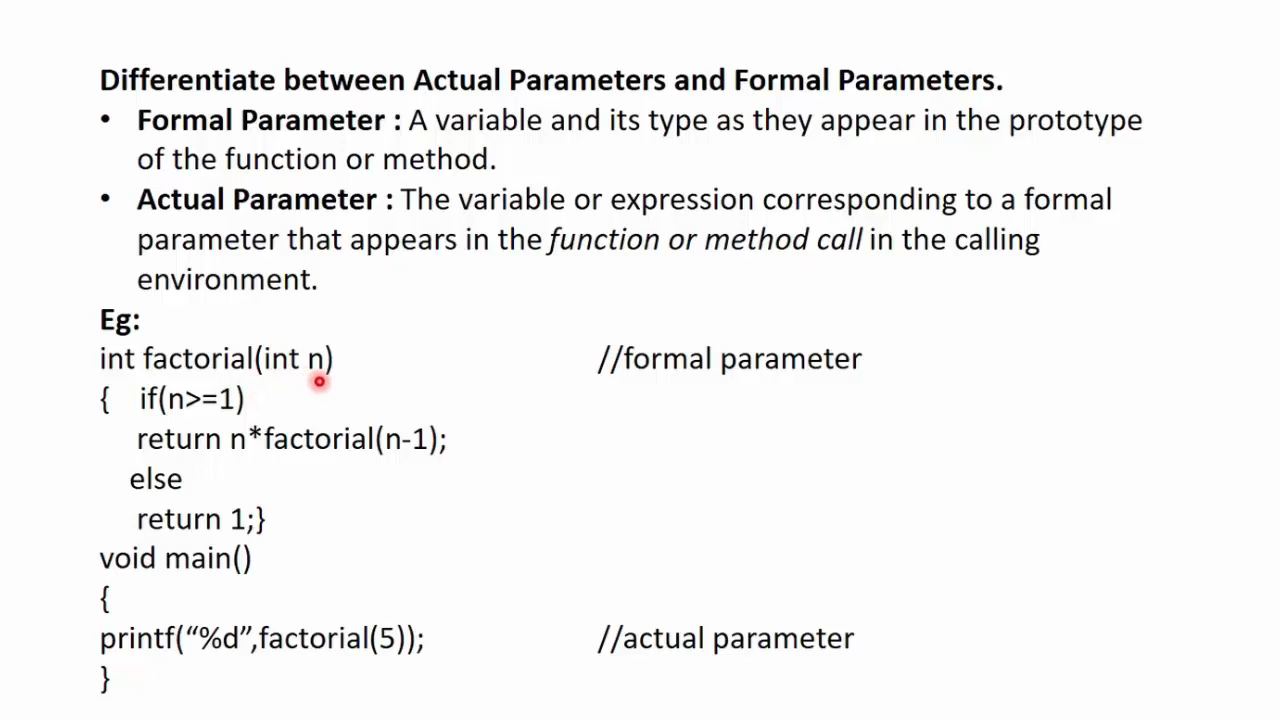 Differentiate between Actual Parameters and Formal Parameters.
• Formal Parameter : A variable and its type as they appear in the prototype
of the function or method.
• Actual Parameter : The variable or expression corresponding to a formal
parameter that appears in the function or method call in the calling
environment.
Eg:
int factorial(int n) //formal parameter
{ if(n>=1)
return n*factorial(n-1);
else
return 1;}
void main()
{
printf(“%d”,factorial(5)); //actual parameter
}